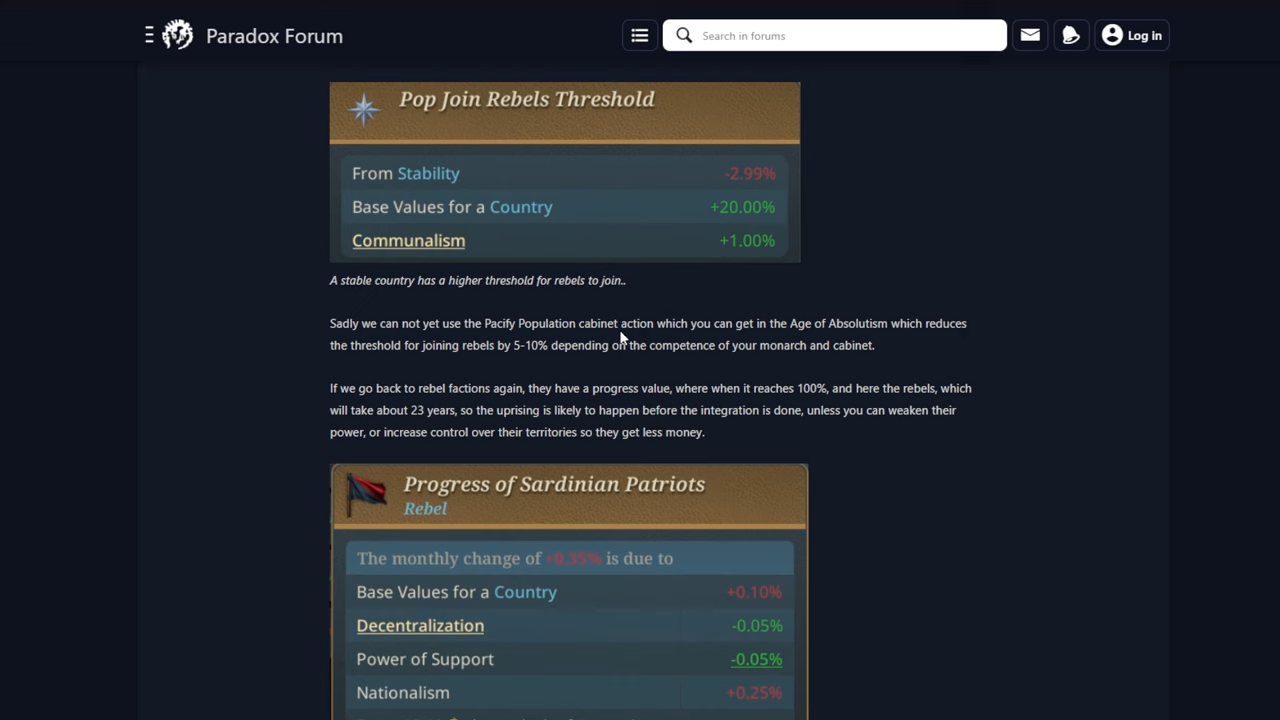 Paradox Forum
Search in forums
Log in
Pop Join Rebels Threshold
From Stability -2.99%
Base Values for a Country +20.00%
Communalism +1.00%
A stable country has a higher threshold for rebels to join..
Sadly we can not yet use the Pacify Population cabinet action which you can get in the Age of Absolutism which reduces
the threshold for joining rebels by 5-10% depending on the competence of your monarch and cabinet.
If we go back to rebel factions again, they have a progress value, where when it reaches 100%, and here the rebels, which
will take about 23 years, so the uprising is likely to happen before the integration is done, unless you can weaken their
power, or increase control over their territories so they get less money.
Progress of Sardinian Patriots
Rebel
The monthly change of +0.35% is due to
Base Values for a Country +0.10%
Decentralization -0.05%
Power of Support -0.05%
Nationalism +0.25%